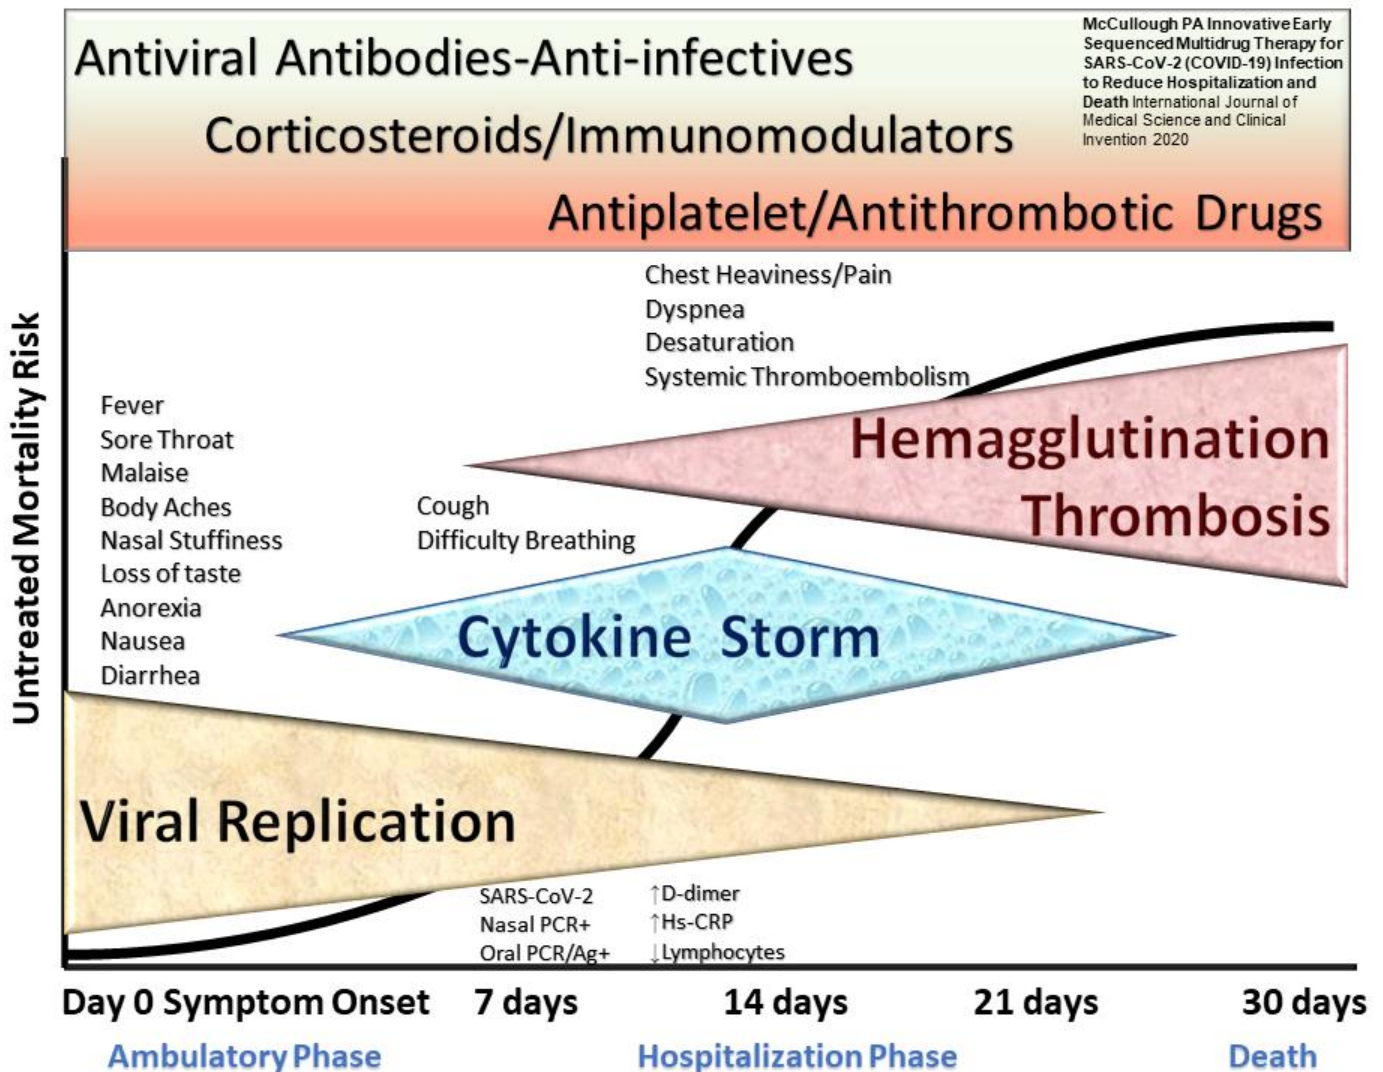 Antiviral Antibodies-Anti-infectives
Corticosteroids/Immunomodulators
Antiplatelet/Antithrombotic Drugs
McCullough PA Innovative Early
Sequenced Multidrug Therapy for
SARS-CoV-2 (COVID-19) Infection
to Reduce Hospitalization and
Death International Journal of
Medical Science and Clinical
Invention 2020
Untreated Mortality Risk
Chest Heaviness/Pain
Dyspnea
Desaturation
Systemic Thromboembolism
Fever
Sore Throat
Malaise
Body Aches
Nasal Stuffiness
Loss of taste
Anorexia
Nausea
Diarrhea
Cough
Difficulty Breathing
Hemagglutination
Thrombosis
Cytokine Storm
Viral Replication
SARS-CoV-2
Nasal PCR+
Oral PCR/Ag+
↑D-dimer
↑Hs-CRP
↓Lymphocytes
Day 0 Symptom Onset 7 days 14 days 21 days 30 days
Ambulatory Phase Hospitalization Phase Death